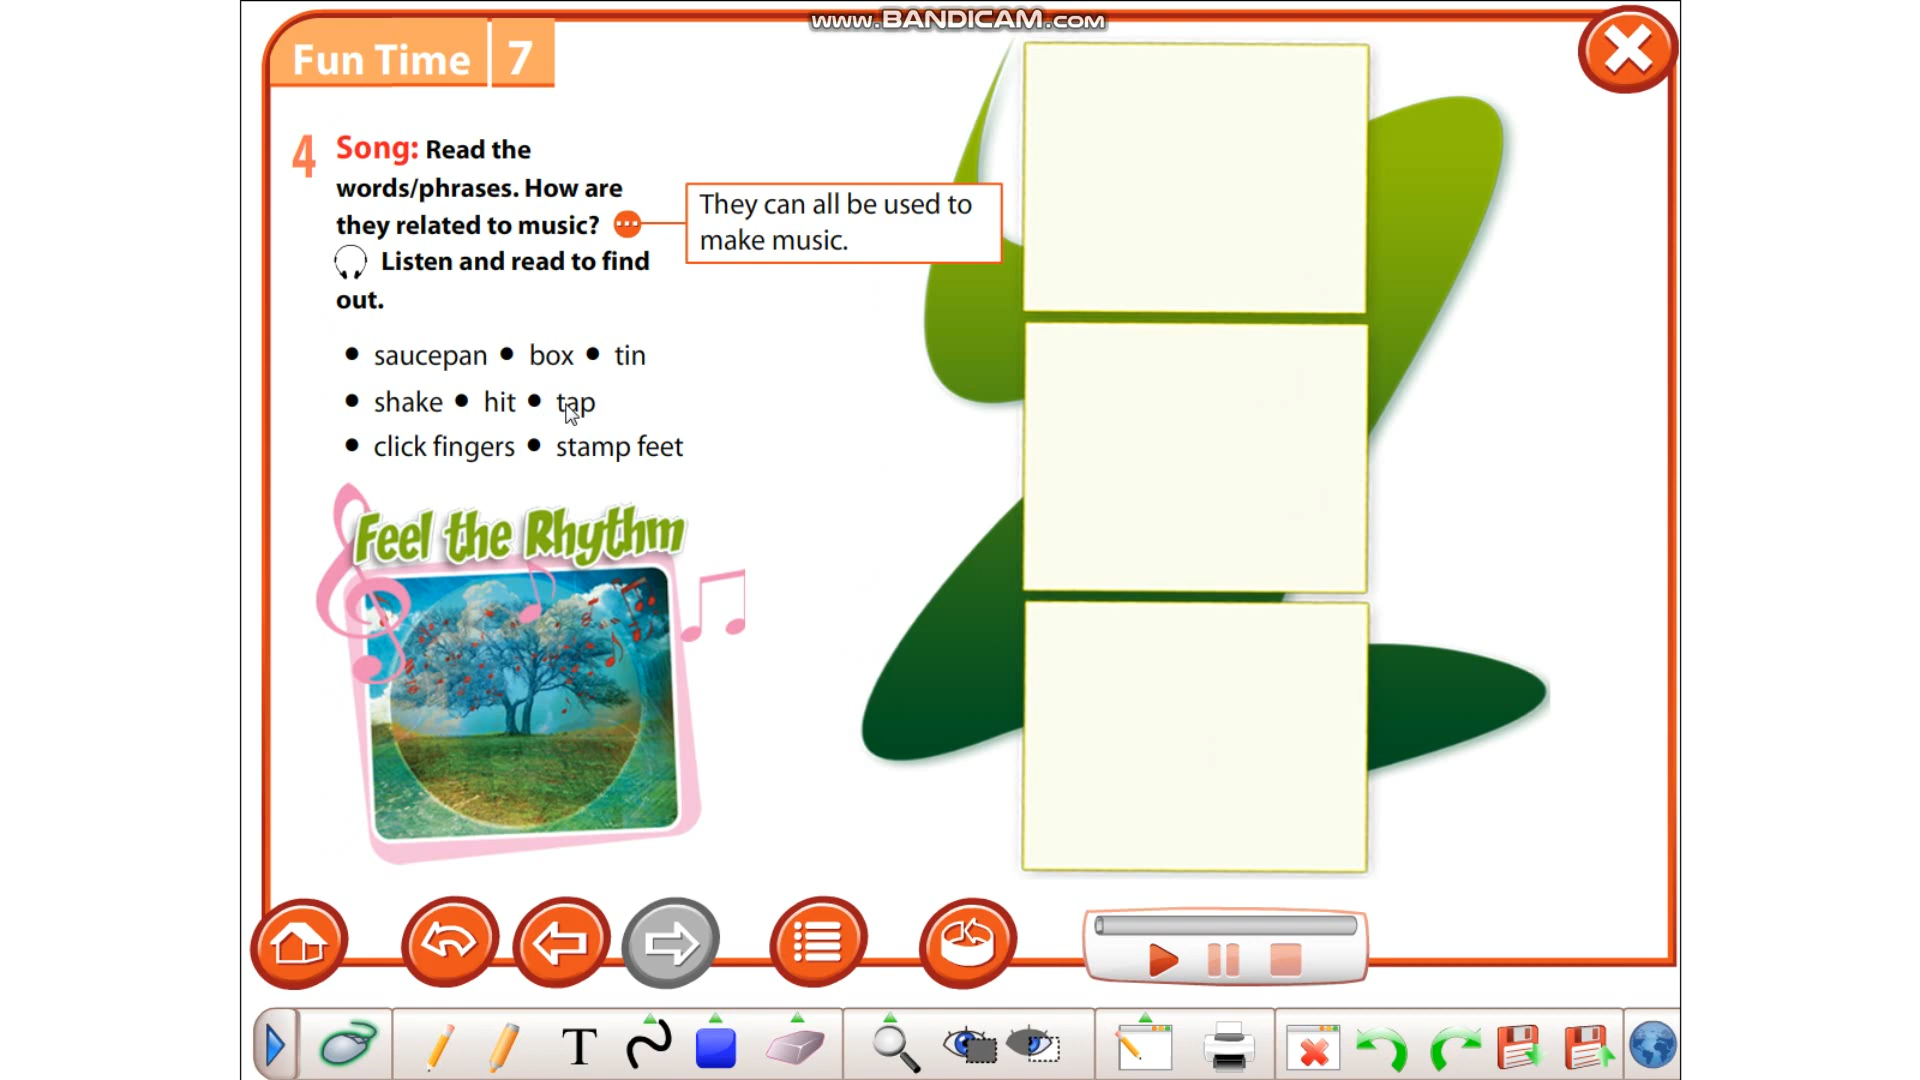 www.BANDICAM.com
Fun Time 7
4 Song: Read the
words/phrases. How are
they related to music?
Listen and read to find
out.
They can all be used to
make music.
• saucepan • box • tin
• shake • hit • tap
• click fingers • stamp feet
Feel the Rhythm
T